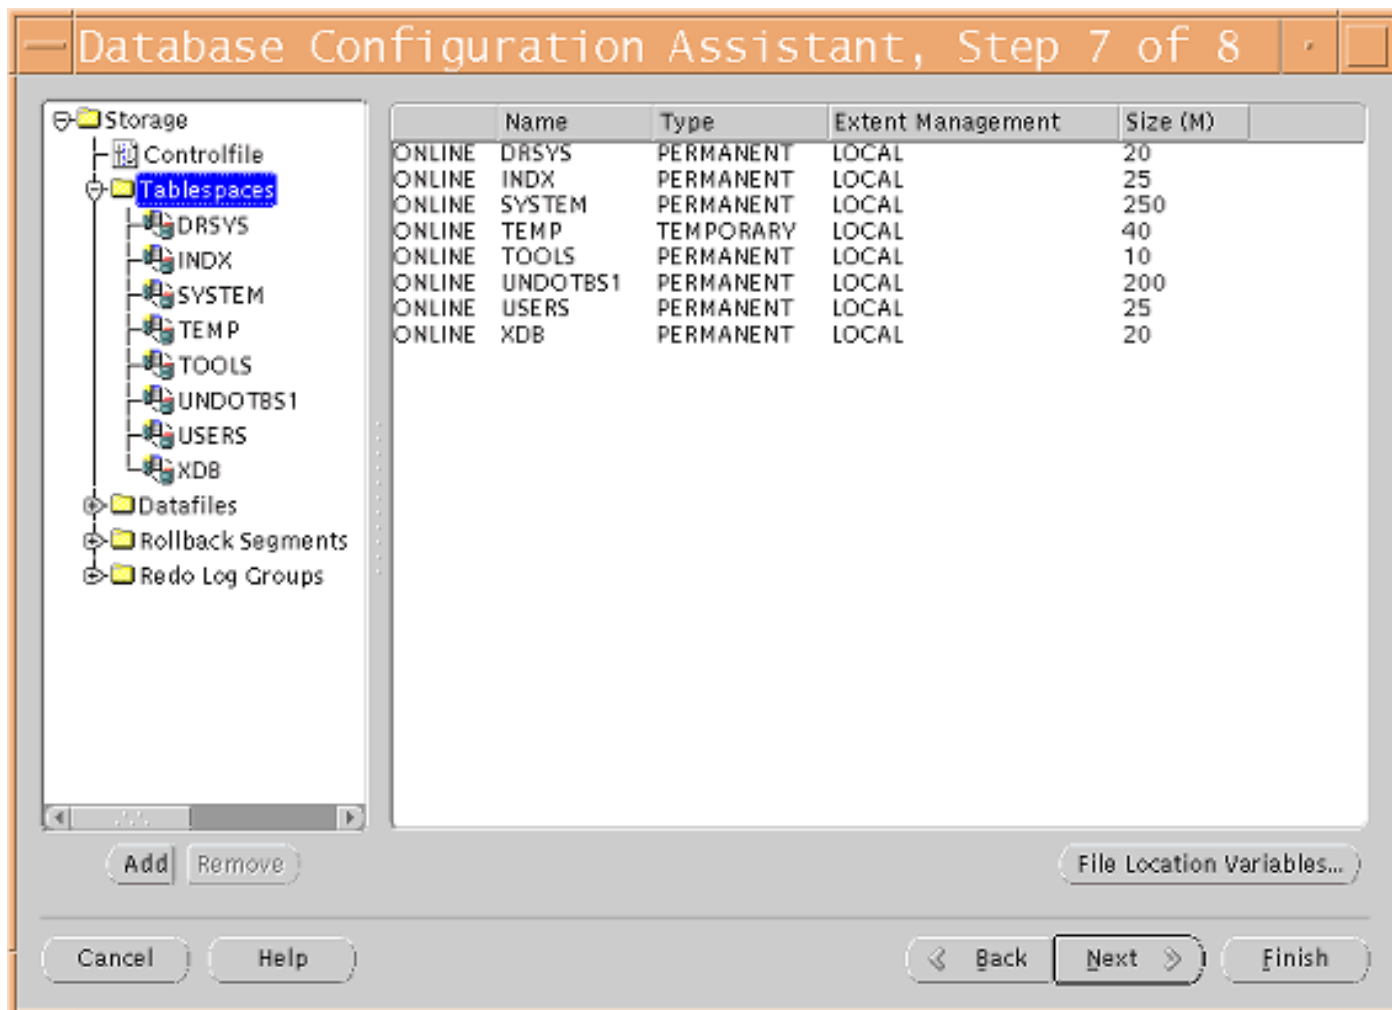 Database Configuration Assistant, Step 7 of 8
Storage
Controlfile
Tablespaces
DRSYS
INDX
SYSTEM
TEMP
TOOLS
UNDOTBS1
USERS
XDB
Datafiles
Rollback Segments
Redo Log Groups
Name Type Extent Management Size (M)
ONLINE DRSYS PERMANENT LOCAL 20
ONLINE INDX PERMANENT LOCAL 25
ONLINE SYSTEM PERMANENT LOCAL 250
ONLINE TEMP TEMPORARY LOCAL 40
ONLINE TOOLS PERMANENT LOCAL 10
ONLINE UNDOTBS1 PERMANENT LOCAL 200
ONLINE USERS PERMANENT LOCAL 25
ONLINE XDB PERMANENT LOCAL 20
Add Remove File Location Variables...
Cancel Help Back Next Finish